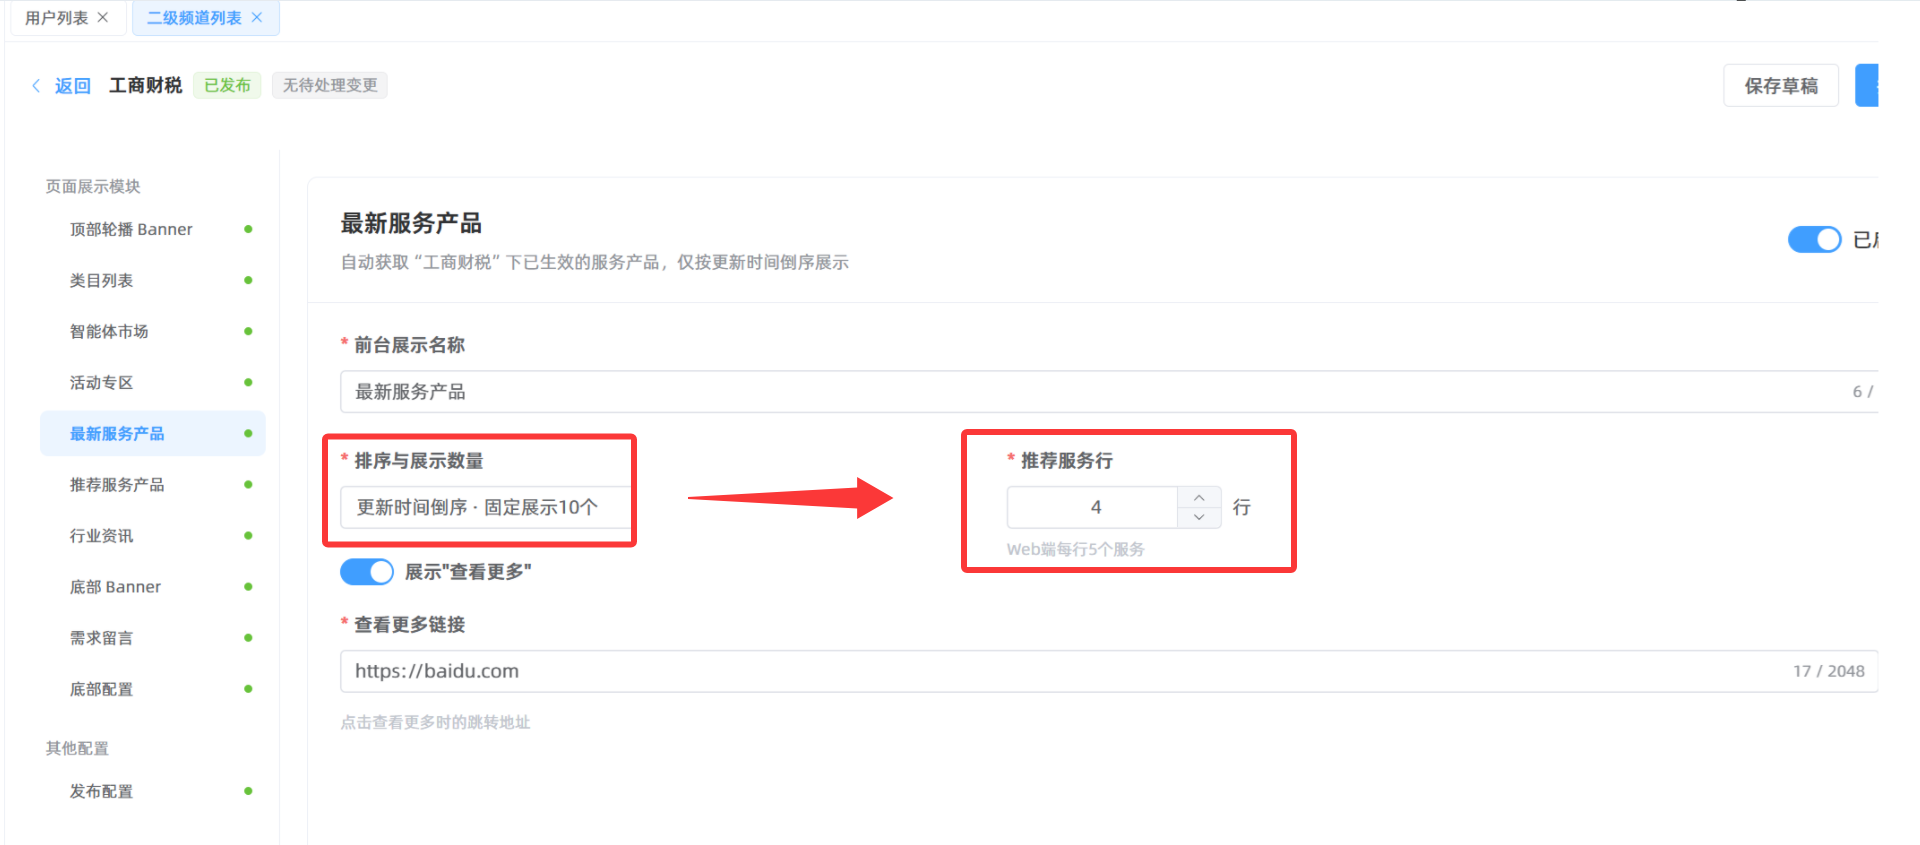 用户列表 ×
二级频道列表 ×
返回 工商财税 已发布 无待处理变更
保存草稿
页面展示模块
顶部轮播 Banner
类目列表
智能体市场
活动专区
最新服务产品
推荐服务产品
行业资讯
底部 Banner
需求留言
底部配置
其他配置
发布配置
最新服务产品
自动获取 “工商财税” 下已生效的服务产品，仅按更新时间倒序展示
已
* 前台展示名称
最新服务产品
6 /
* 排序与展示数量
更新时间倒序 · 固定展示10个
* 推荐服务行
4 行
Web端每行5个服务
展示"查看更多"
* 查看更多链接
https://baidu.com
17 / 2048
点击查看更多时的跳转地址